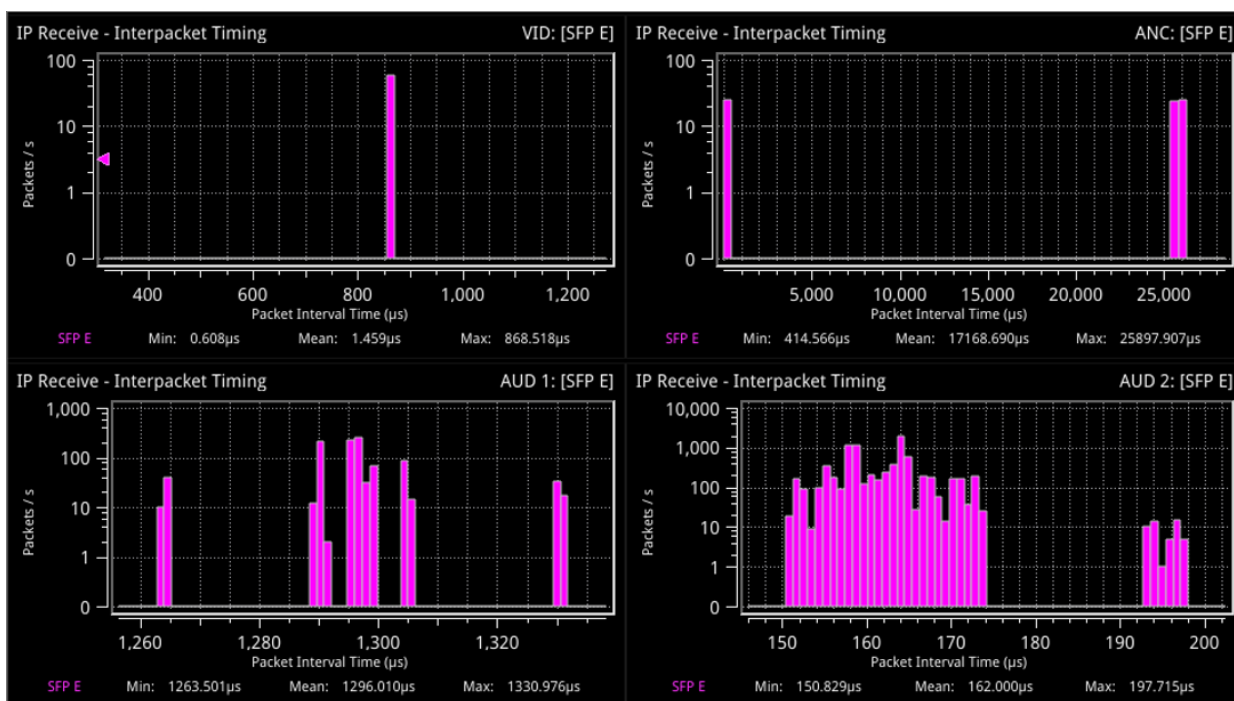 IP Receive - Interpacket Timing VID: [SFP E]
100
10
1
0
Packets / s
400 600 800 1,000 1,200
Packet Interval Time (µs)
SFP E Min: 0.608µs Mean: 1.459µs Max: 868.518µs
IP Receive - Interpacket Timing ANC: [SFP E]
100
10
1
0
Packets / s
5,000 10,000 15,000 20,000 25,000
Packet Interval Time (µs)
SFP E Min: 414.566µs Mean: 17168.690µs Max: 25897.907µs
IP Receive - Interpacket Timing AUD 1: [SFP E]
1,000
100
10
1
0
Packets / s
1,260 1,280 1,300 1,320
Packet Interval Time (µs)
SFP E Min: 1263.501µs Mean: 1296.010µs Max: 1330.976µs
IP Receive - Interpacket Timing AUD 2: [SFP E]
10,000
1,000
100
10
1
0
Packets / s
150 160 170 180 190 200
Packet Interval Time (µs)
SFP E Min: 150.829µs Mean: 162.000µs Max: 197.715µs